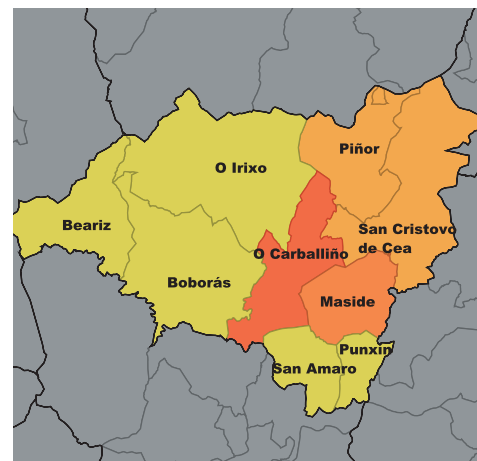 Piñor
O Irixo
Beariz
San Cristovo
de Cea
O Carballiño
Boborás
Maside
Punxín
San Amaro